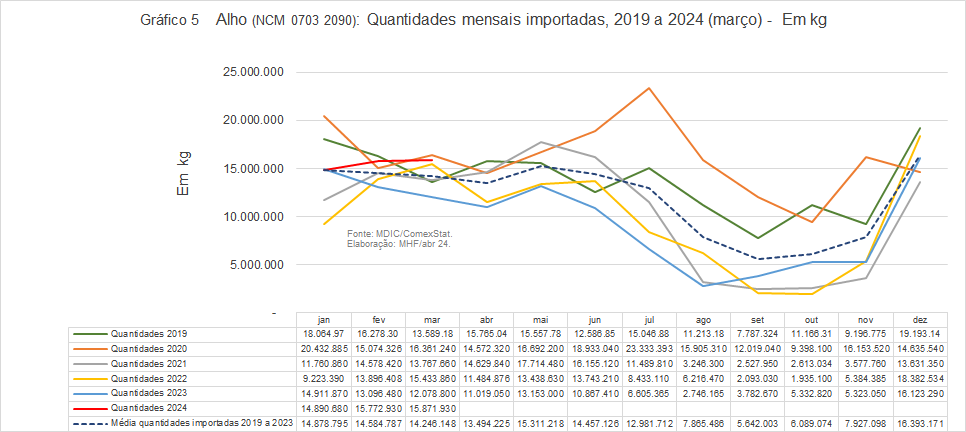 Gráfico 5 Alho (NCM 0703 2090): Quantidades mensais importadas, 2019 a 2024 (março) - Em kg
25.000.000
20.000.000
15.000.000
10.000.000
5.000.000
-
Em kg
Fonte: MDIC/ComexStat.
Elaboração: MHF/abr 24.
jan fev mar abr mai jun jul ago set out nov dez
Quantidades 2019 18.064.97 16.278.30 13.589.18 15.765.04 15.557.78 12.586.85 15.046.88 11.213.18 7.787.324 11.166.31 9.196.775 19.193.14
Quantidades 2020 20.432.885 15.074.326 16.361.240 14.572.320 16.692.200 18.933.040 23.333.393 15.905.310 12.019.040 9.398.100 16.153.520 14.635.540
Quantidades 2021 11.760.860 14.578.420 13.767.660 14.629.840 17.714.480 16.155.120 11.489.810 3.246.300 2.527.950 2.613.034 3.577.760 13.631.350
Quantidades 2022 9.223.390 13.896.408 15.433.860 11.484.876 13.438.630 13.743.210 8.433.110 6.216.470 2.093.030 1.935.100 5.384.385 18.382.534
Quantidades 2023 14.911.870 13.096.480 12.078.800 11.019.050 13.153.000 10.867.410 6.605.365 2.746.165 3.782.670 5.332.820 5.323.050 16.123.290
Quantidades 2024 14.890.680 15.772.930 15.871.930
Média quantidades importadas 2019 a 2023 14.878.795 14.584.787 14.246.148 13.494.225 15.311.218 14.457.126 12.981.712 7.865.486 5.642.003 6.089.074 7.927.098 16.393.171